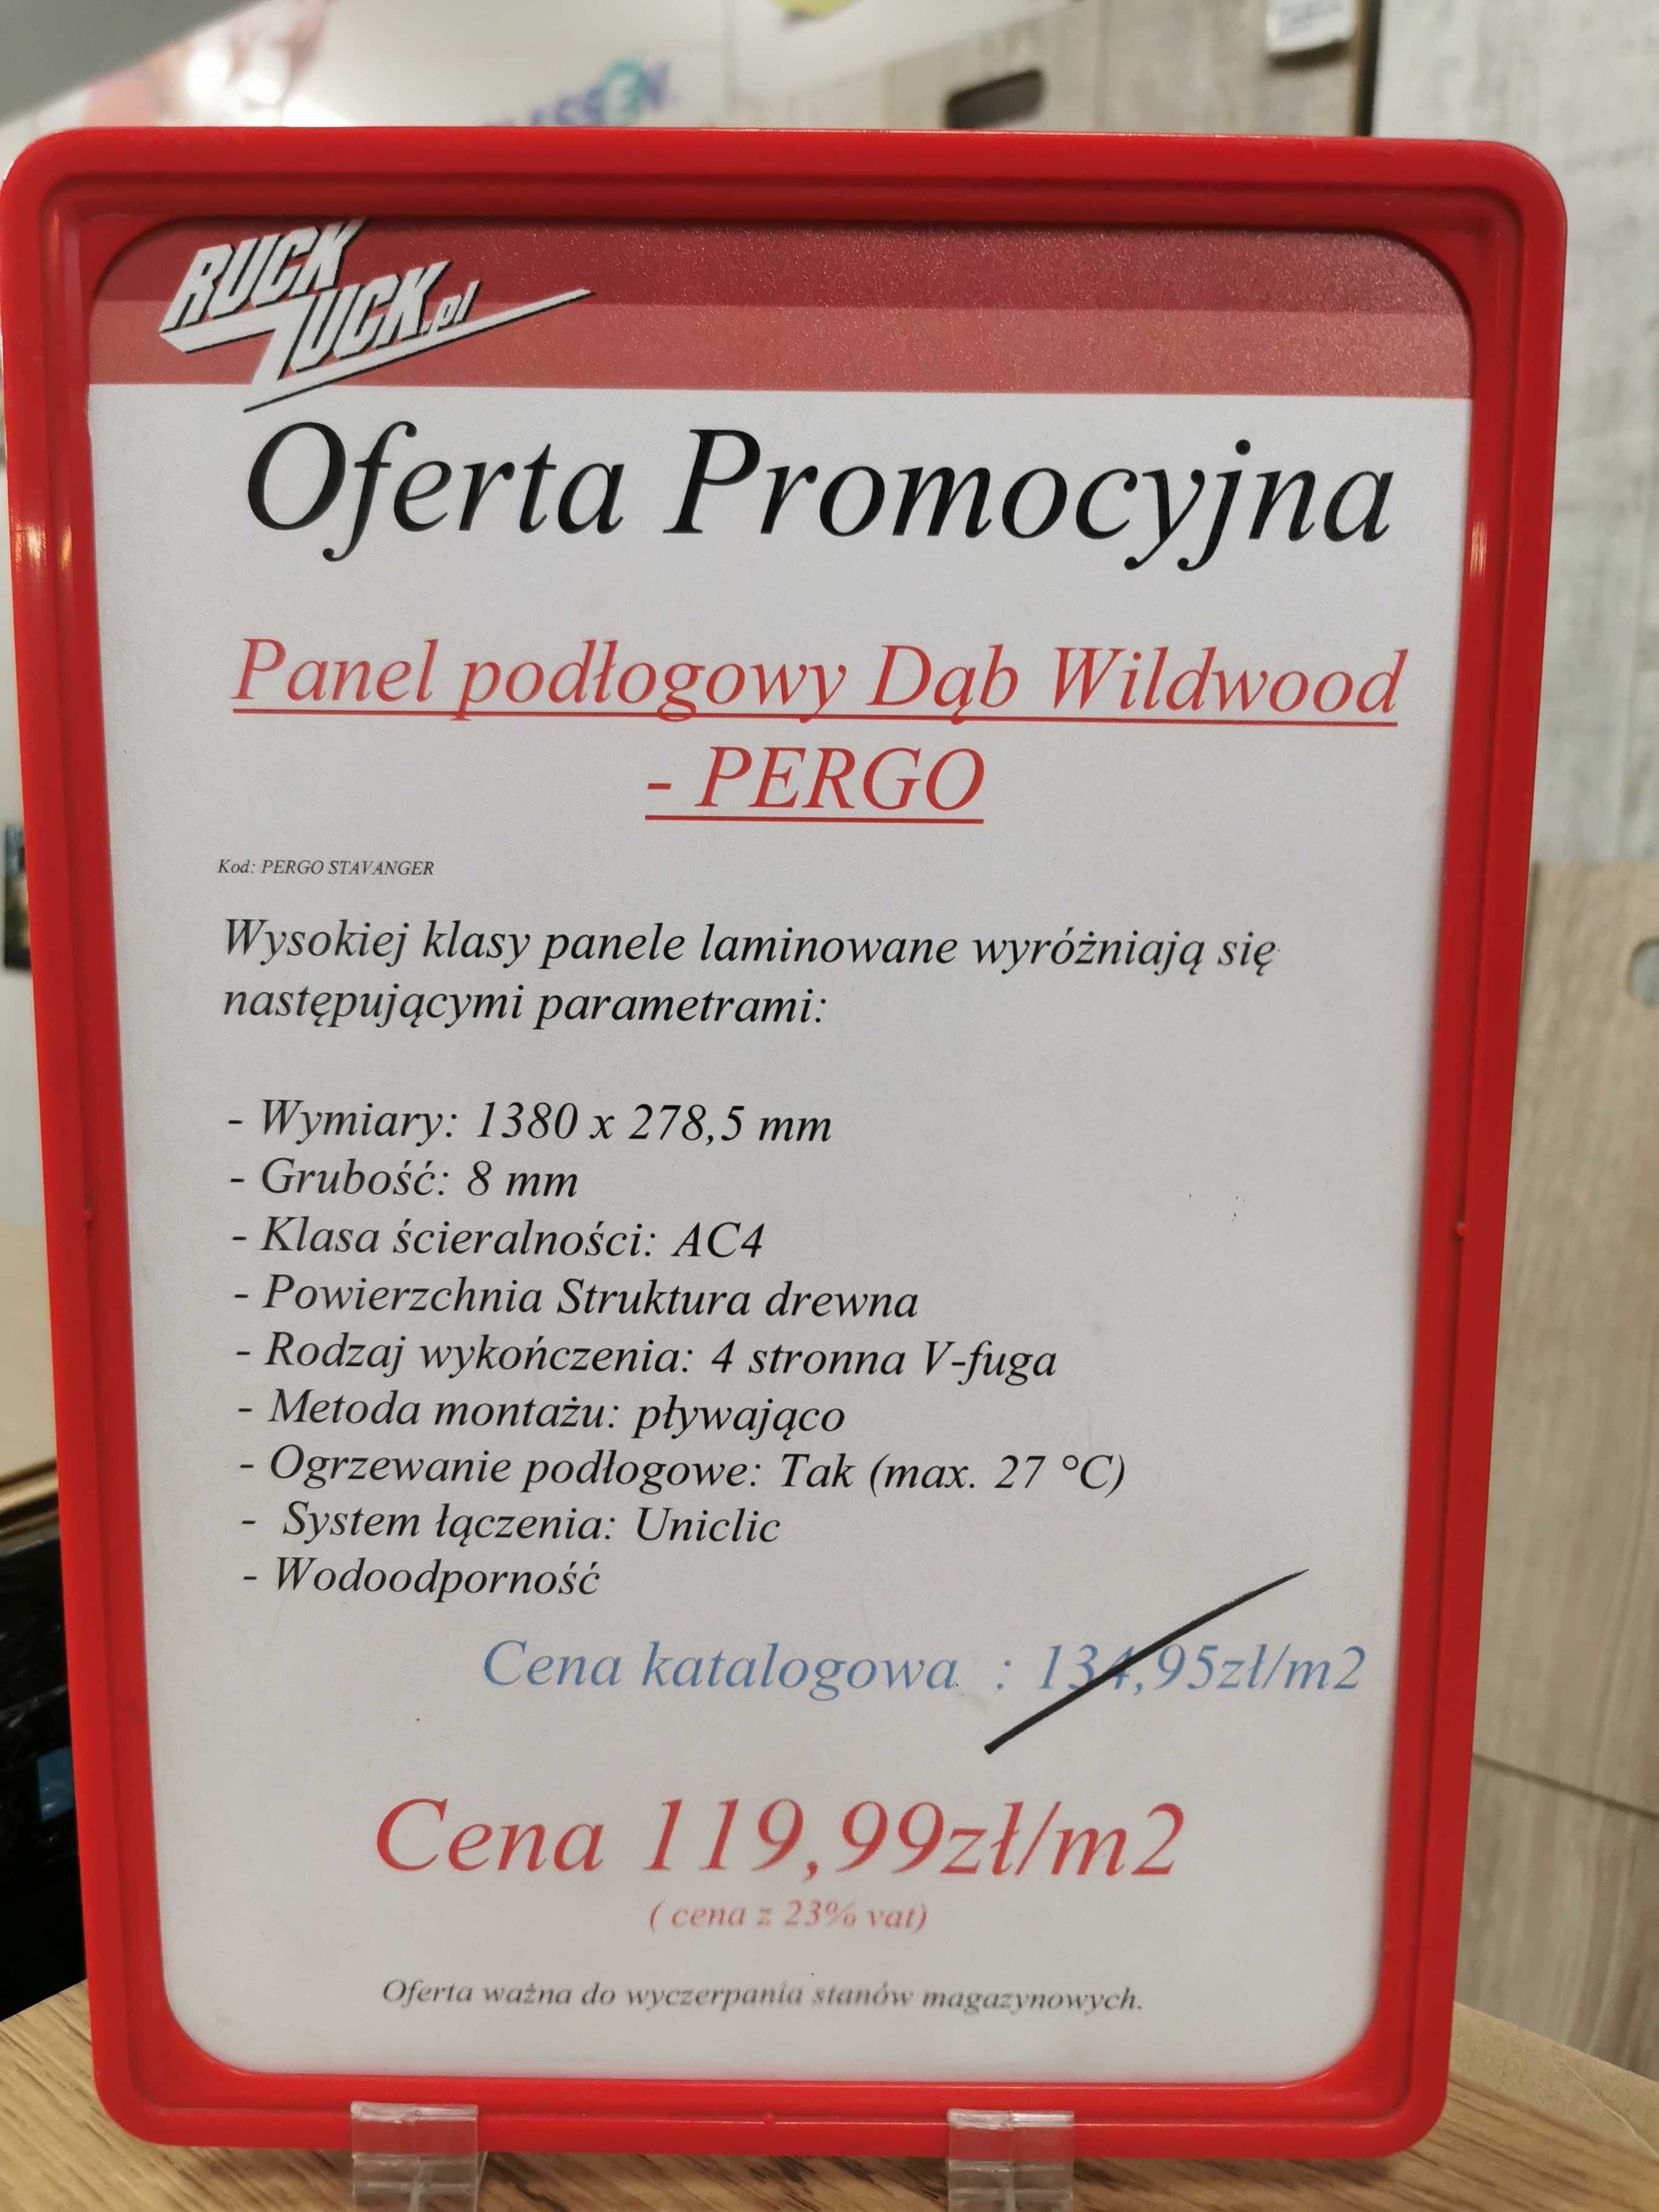 RUCK
ZUCK.pl
Oferta Promocyjna
Panel podłogowy Dąb Wildwood
- PERGO
Kod: PERGO STAVANGER
Wysokiej klasy panele laminowane wyróżniają się
następującymi parametrami:
- Wymiary: 1380 x 278,5 mm
- Grubość: 8 mm
- Klasa ścieralności: AC4
- Powierzchnia Struktura drewna
- Rodzaj wykończenia: 4 stronna V-fuga
- Metoda montażu: pływająco
- Ogrzewanie podłogowe: Tak (max. 27 °C)
- System łączenia: Uniclic
- Wodoodporność
Cena katalogowa : 134,95zł/m2
Cena 119,99zł/m2
( cena z 23% vat)
Oferta ważna do wyczerpania stanów magazynowych.